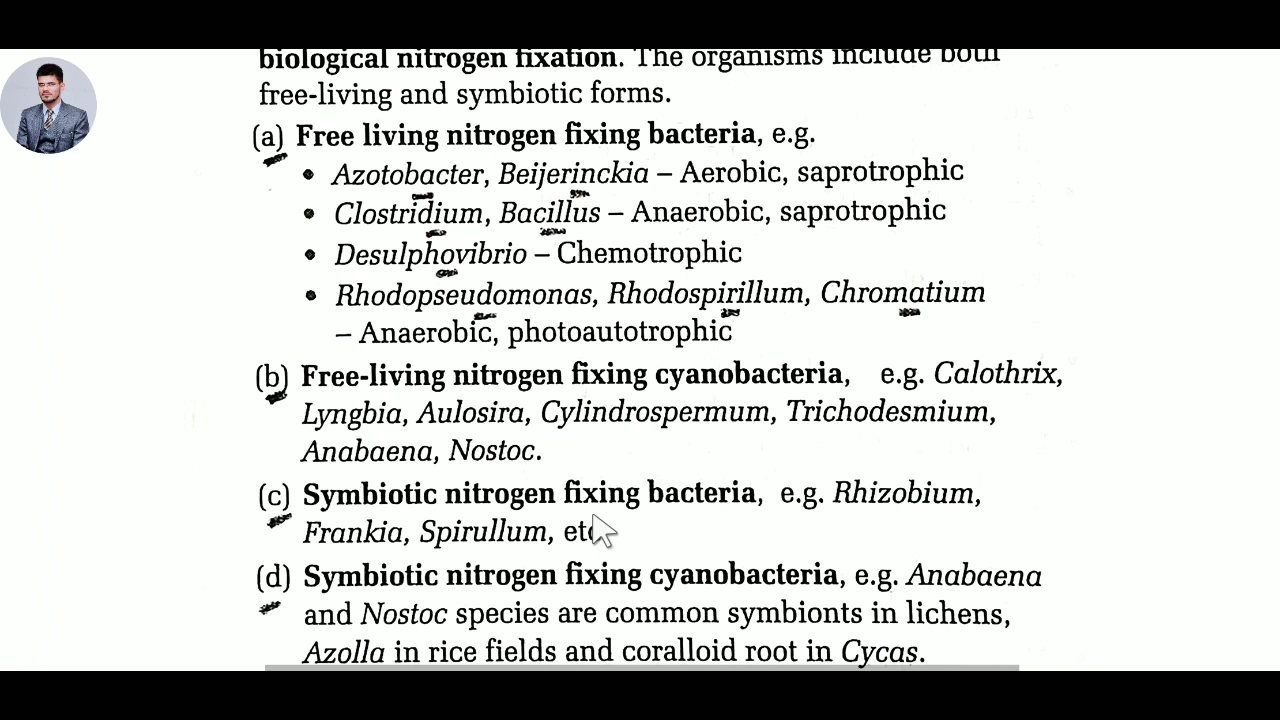 biological nitrogen fixation. The organisms include both
free-living and symbiotic forms.
(a) Free living nitrogen fixing bacteria, e.g.
• Azotobacter, Beijerinckia – Aerobic, saprotrophic
• Clostridium, Bacillus – Anaerobic, saprotrophic
• Desulphovibrio – Chemotrophic
• Rhodopseudomonas, Rhodospirillum, Chromatium
– Anaerobic, photoautotrophic
(b) Free-living nitrogen fixing cyanobacteria, e.g. Calothrix,
Lyngbia, Aulosira, Cylindrospermum, Trichodesmium,
Anabaena, Nostoc.
(c) Symbiotic nitrogen fixing bacteria, e.g. Rhizobium,
Frankia, Spirullum, etc
(d) Symbiotic nitrogen fixing cyanobacteria, e.g. Anabaena
and Nostoc species are common symbionts in lichens,
Azolla in rice fields and coralloid root in Cycas.